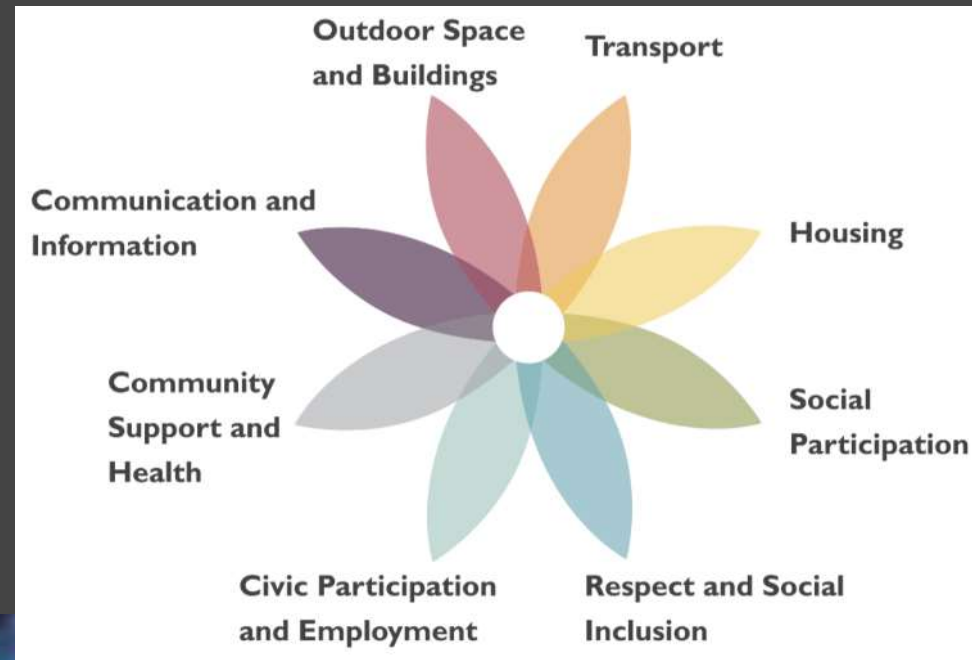 Outdoor Space
and Buildings
Transport
Housing
Social
Participation
Respect and Social
Inclusion
Civic Participation
and Employment
Community
Support and
Health
Communication and
Information